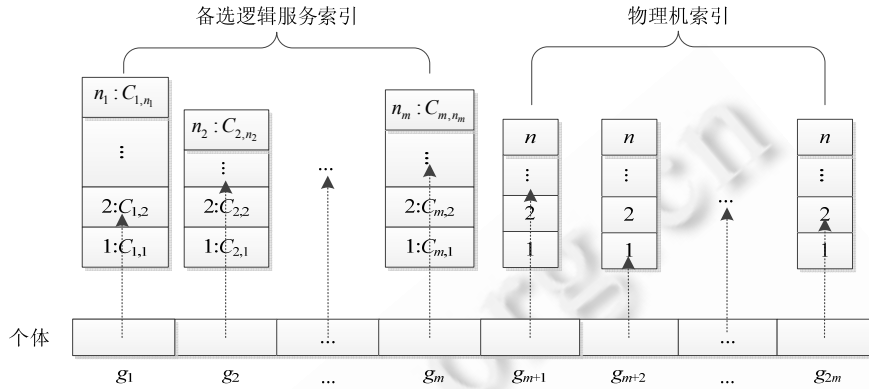 备选逻辑服务索引 物理机索引
n₁:C₁,ₙ₁ n₂:C₂,ₙ₂ nₘ:Cₘ,ₙₘ n n n
⋮ ⋮ ... ⋮ ⋮ ⋮ ... ⋮
2:C₁,₂ 2:C₂,₂ 2:Cₘ,₂ 2 2 2
1:C₁,₁ 1:C₂,₁ 1:Cₘ,₁ 1 1 1
个体 ... ...
g₁ g₂ ... gₘ gₘ₊₁ gₘ₊₂ ... g₂ₘ
org.cn